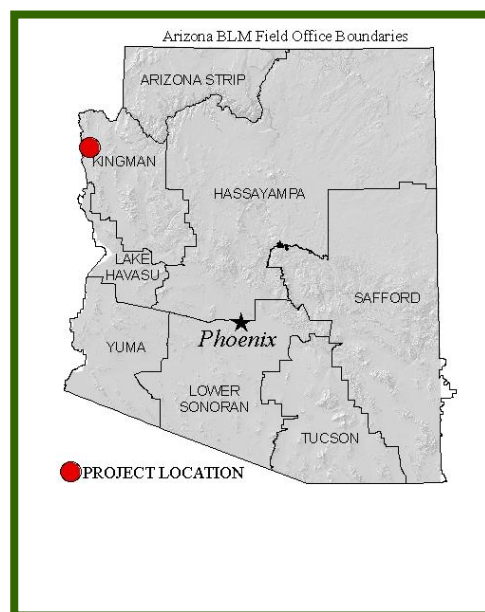 Arizona BLM Field Office Boundaries
ARIZONA STRIP
KINGMAN
HASSAYAMPA
LAKE
HAVASU
SAFFORD
Phoenix
YUMA
LOWER
SONORAN
TUCSON
PROJECT LOCATION